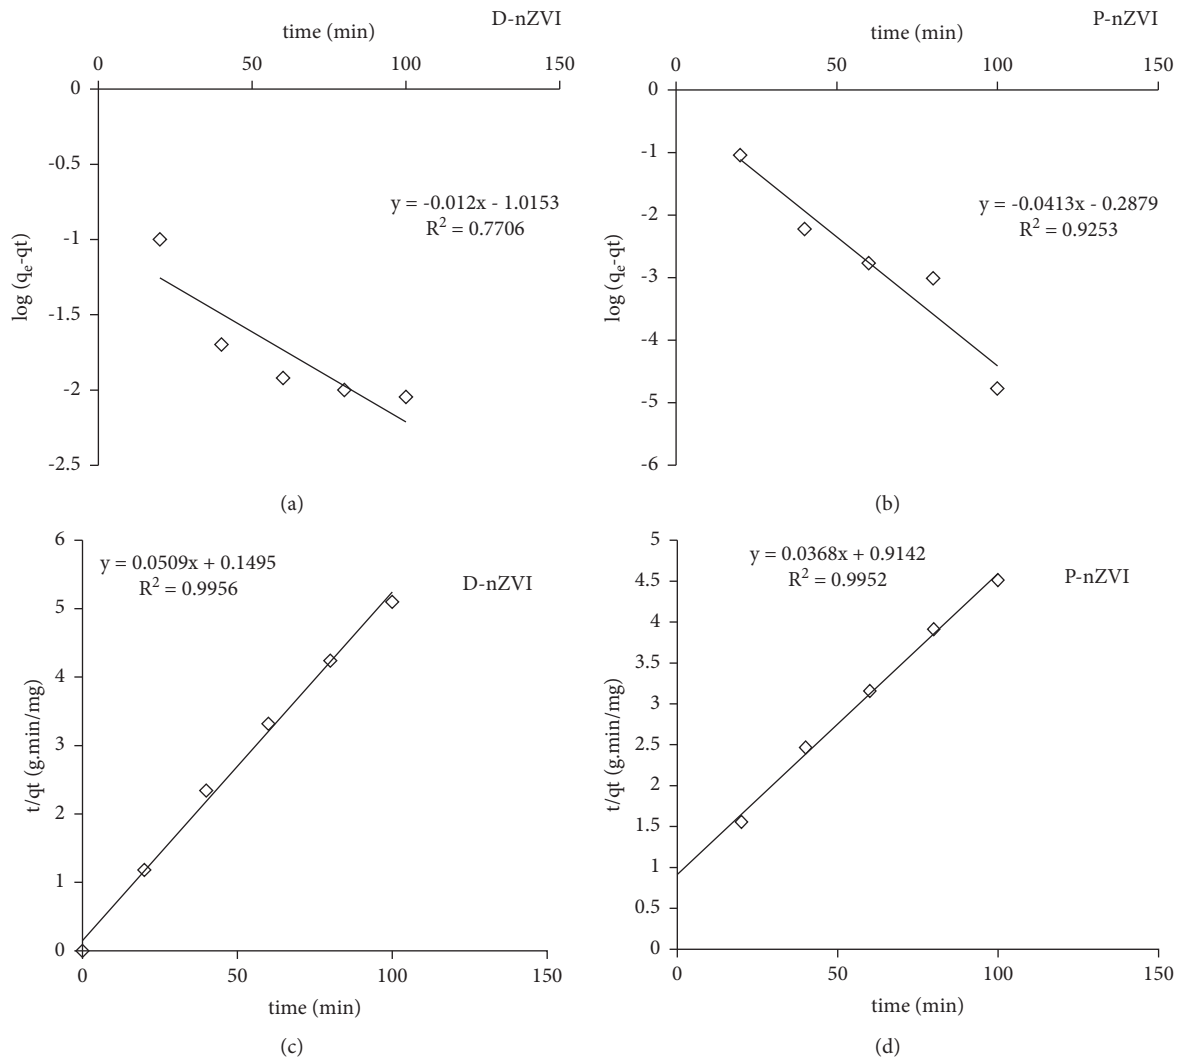 D-nZVI
time (min)
0 50 100 150
0
-0.5
-1
-1.5
-2
-2.5
log (qe-qt)
y = -0.012x - 1.0153
R² = 0.7706
(a)
P-nZVI
time (min)
0 50 100 150
0
-1
-2
-3
-4
-5
-6
log (qe-qt)
y = -0.0413x - 0.2879
R² = 0.9253
(b)
6
5
4
3
2
1
0
t/qt (g.min/mg)
y = 0.0509x + 0.1495
R² = 0.9956
D-nZVI
0 50 100 150
time (min)
(c)
5
4.5
4
3.5
3
2.5
2
1.5
1
0.5
0
t/qt (g.min/mg)
y = 0.0368x + 0.9142
R² = 0.9952
P-nZVI
0 50 100 150
time (min)
(d)